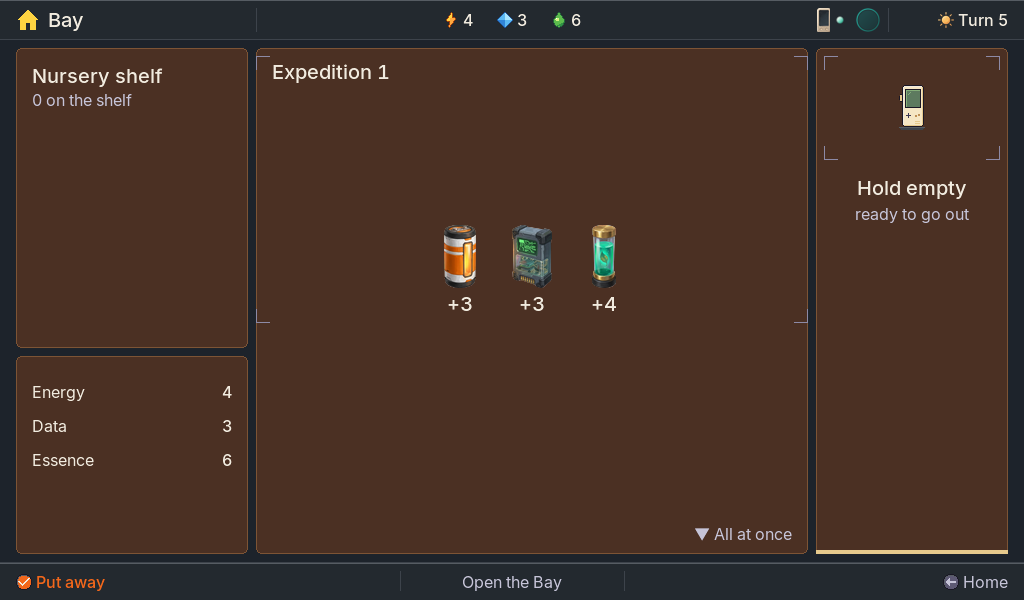 Bay
4
3
6
Turn 5
Nursery shelf
0 on the shelf
Energy 4
Data 3
Essence 6
Expedition 1
+3
+3
+4
All at once
Hold empty
ready to go out
Put away
Open the Bay
Home